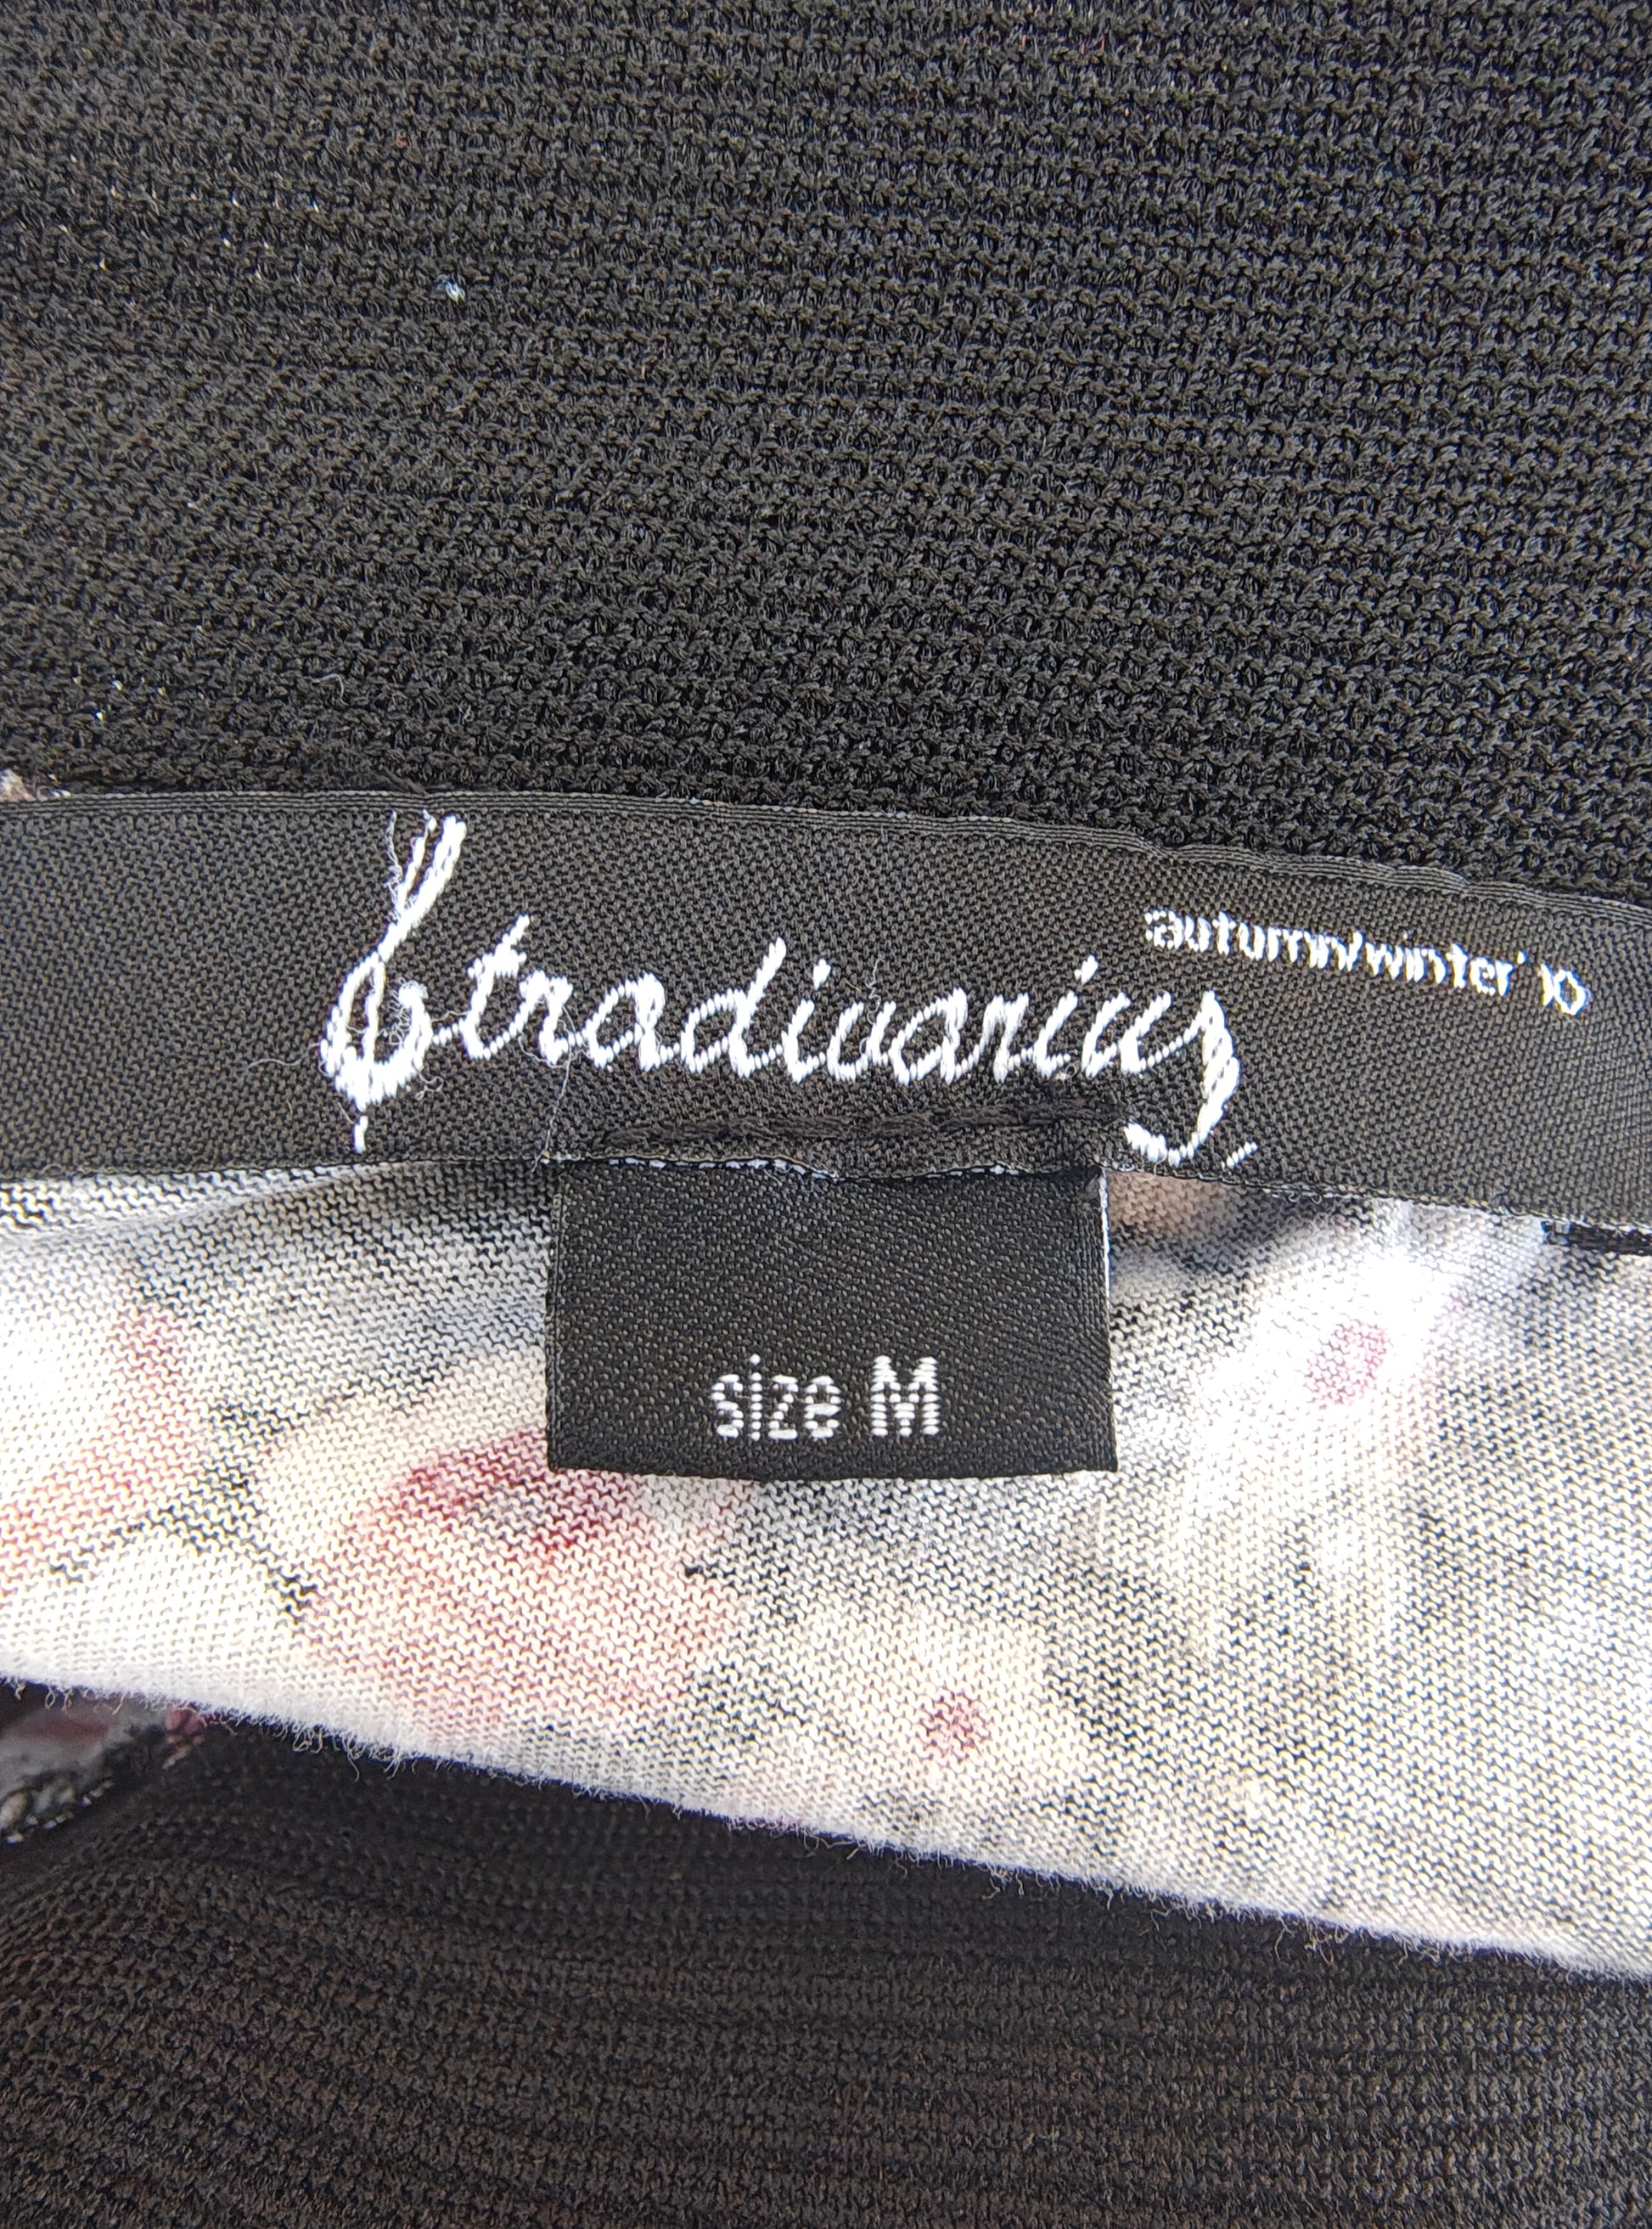 Stradivarius
autumn/winter' 10
size M